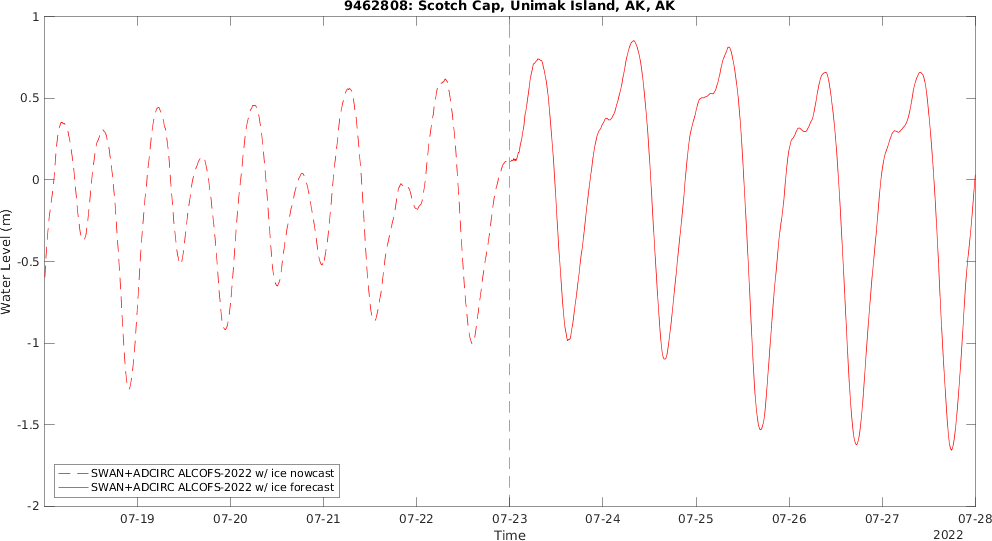 9462808: Scotch Cap, Unimak Island, AK, AK
1
0.5
0
-0.5
-1
-1.5
-2
Water Level (m)
SWAN+ADCIRC ALCOFS-2022 w/ ice nowcast
SWAN+ADCIRC ALCOFS-2022 w/ ice forecast
07-19 07-20 07-21 07-22 07-23 07-24 07-25 07-26 07-27 07-28
Time
2022